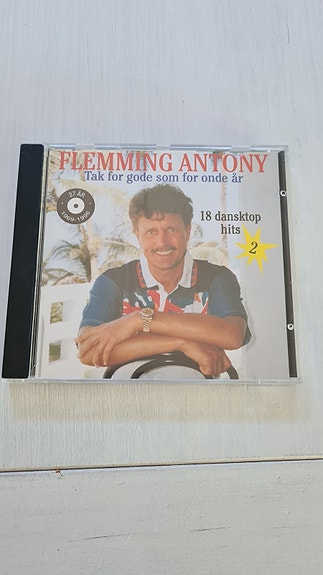 FLEMMING ANTONY
Tak for gode som for onde år
27 ÅR
1969-1996
18 dansktop
hits
2